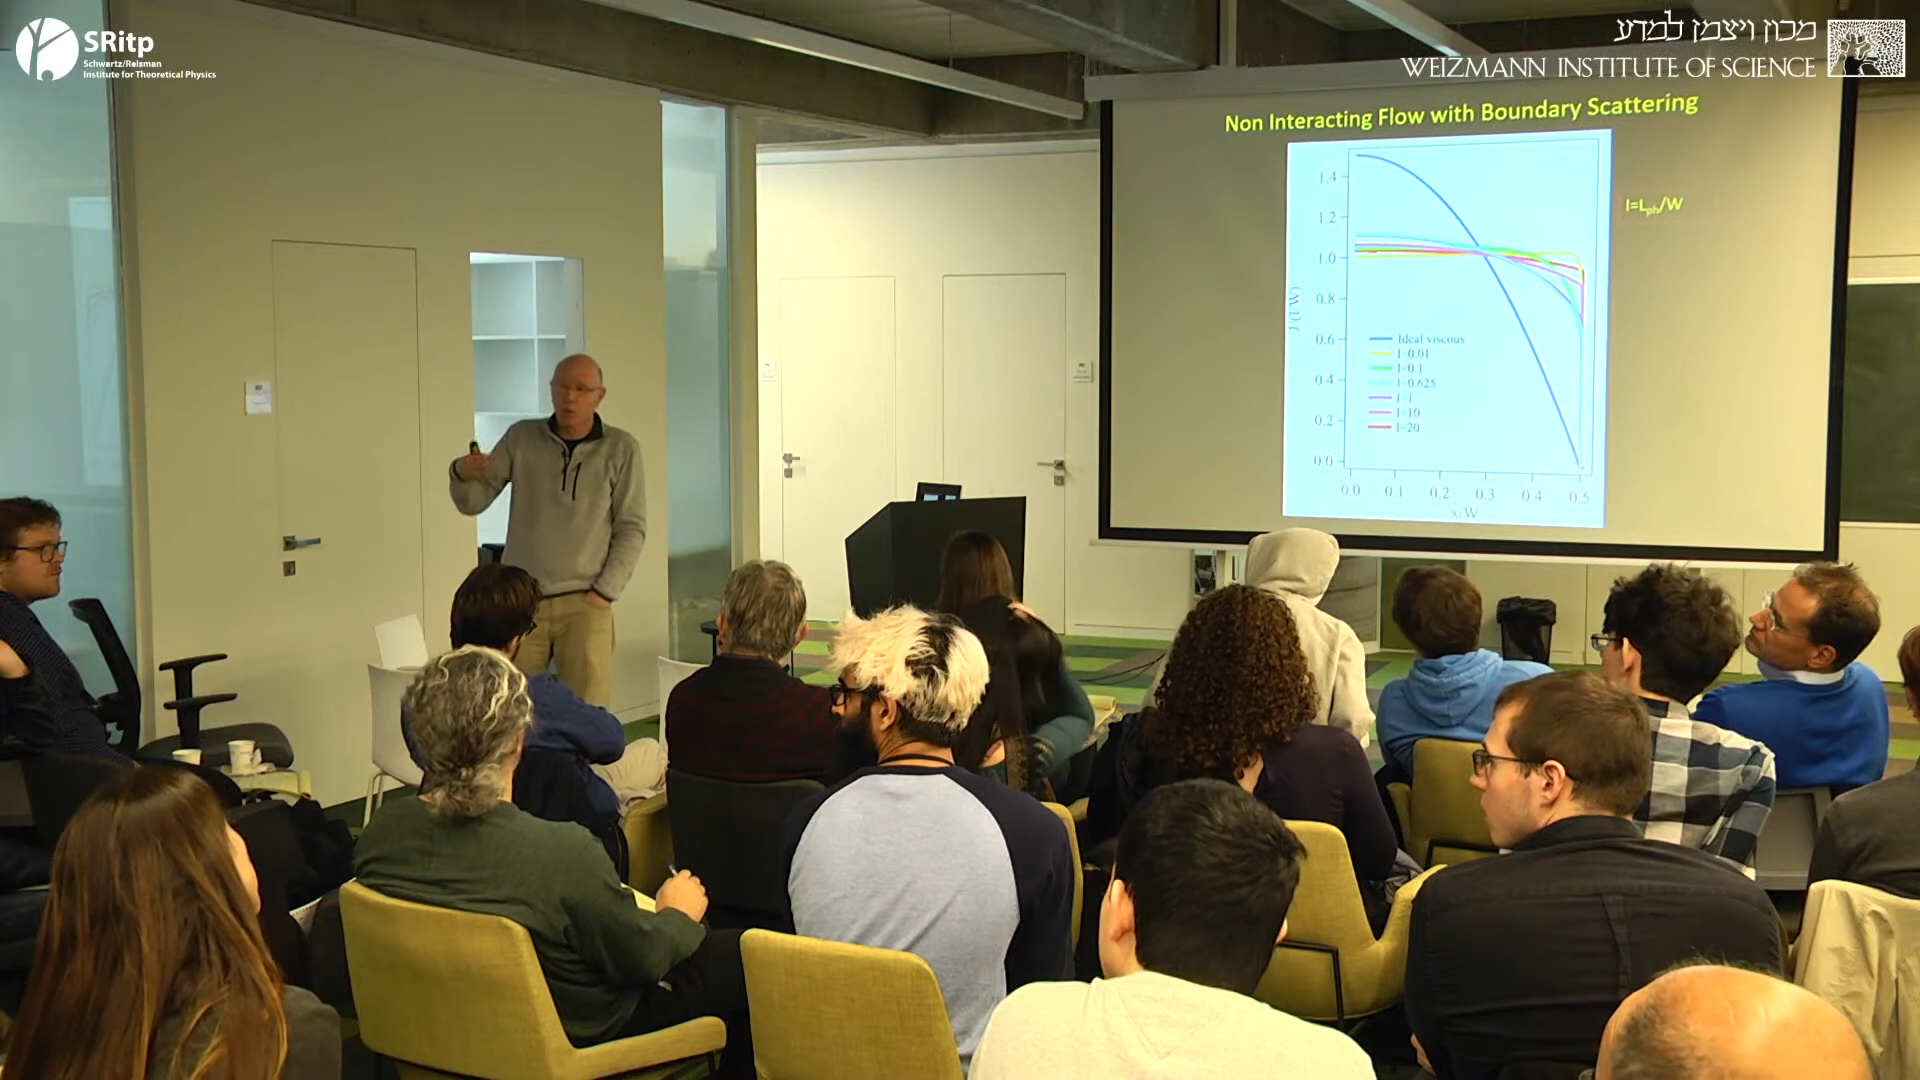 SRitp
Schwartz/Reisman
Institute for Theoretical Physics
מכון ויצמן למדע
WEIZMANN INSTITUTE OF SCIENCE
Non Interacting Flow with Boundary Scattering
l=Lph/W
1.4
1.2
1.0
0.8
0.6
0.4
0.2
0.0
J/(I/W)
Ideal viscous
l=0.01
l=0.1
l=0.625
l=1
l=10
l=20
0.0 0.1 0.2 0.3 0.4 0.5
x/W